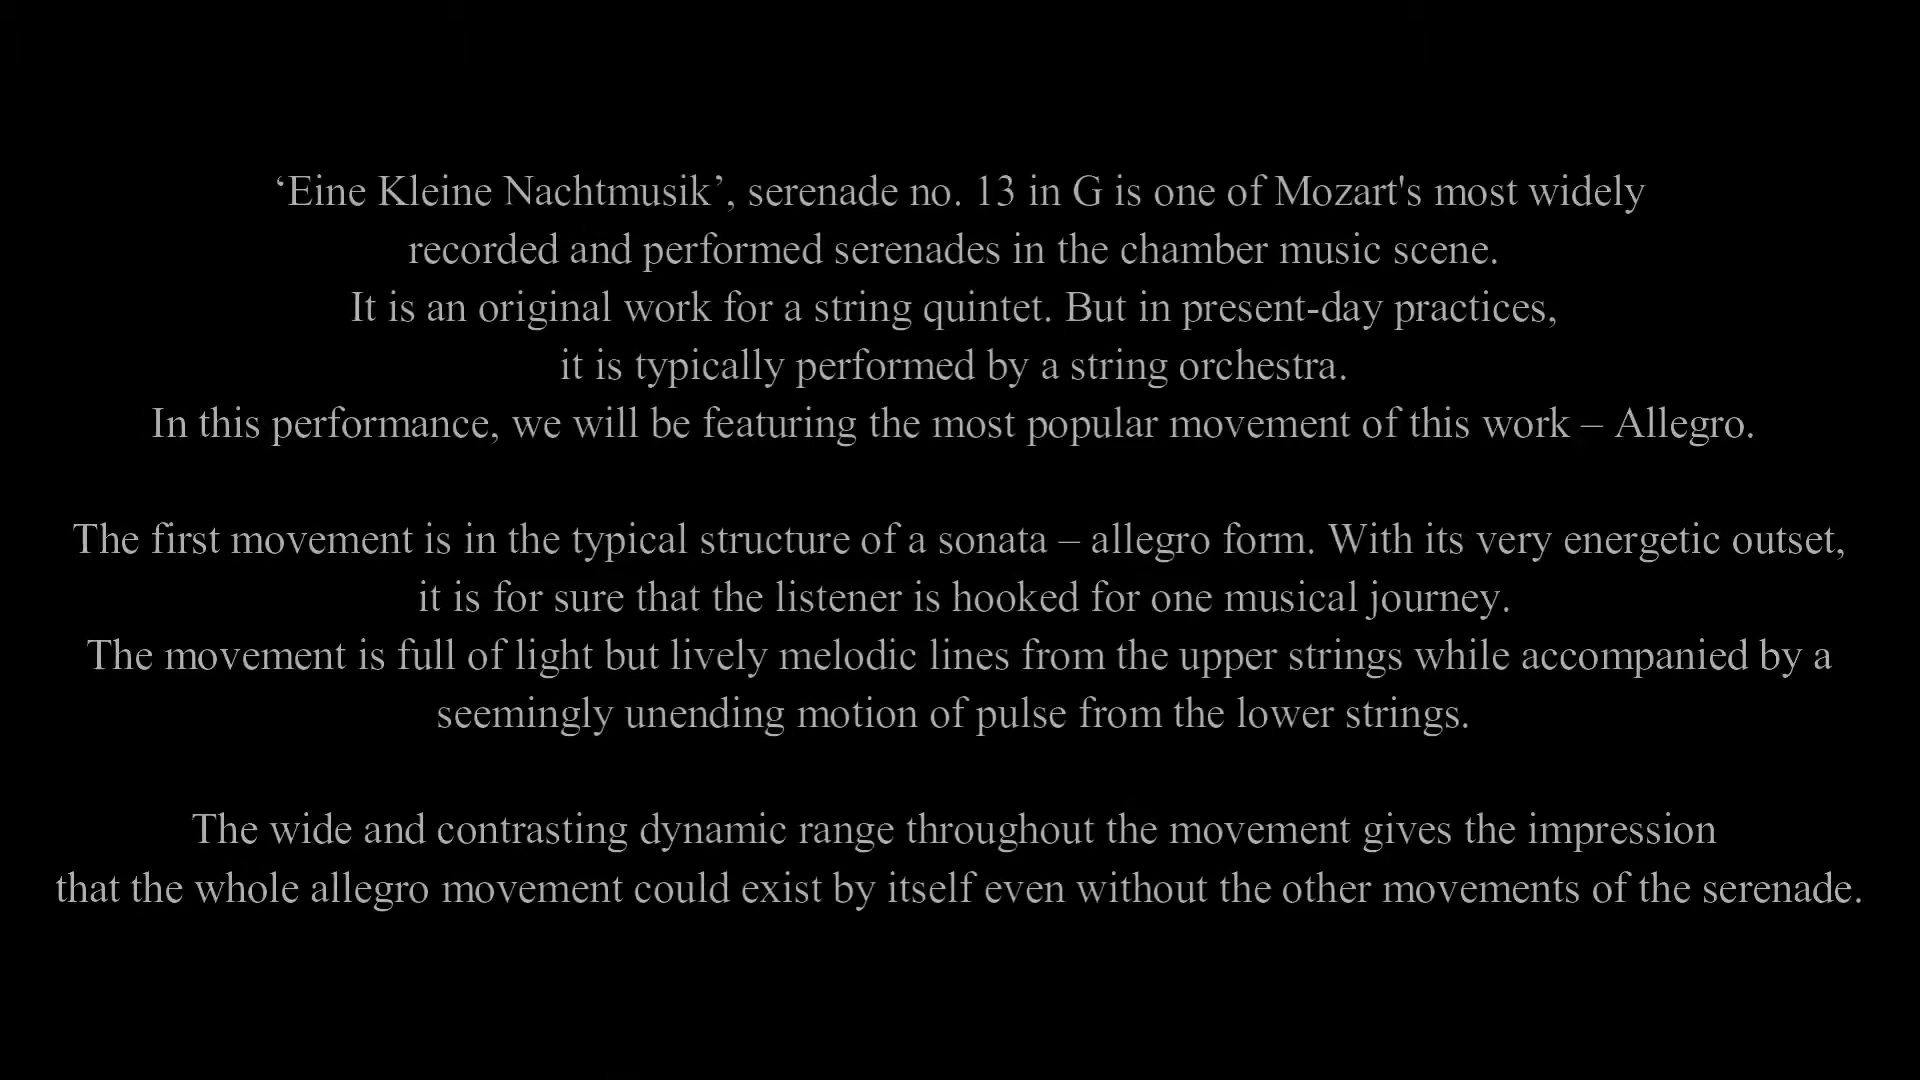 ‘Eine Kleine Nachtmusik’, serenade no. 13 in G is one of Mozart's most widely
recorded and performed serenades in the chamber music scene.
It is an original work for a string quintet. But in present-day practices,
it is typically performed by a string orchestra.
In this performance, we will be featuring the most popular movement of this work – Allegro.
The first movement is in the typical structure of a sonata – allegro form. With its very energetic outset,
it is for sure that the listener is hooked for one musical journey.
The movement is full of light but lively melodic lines from the upper strings while accompanied by a
seemingly unending motion of pulse from the lower strings.
The wide and contrasting dynamic range throughout the movement gives the impression
that the whole allegro movement could exist by itself even without the other movements of the serenade.